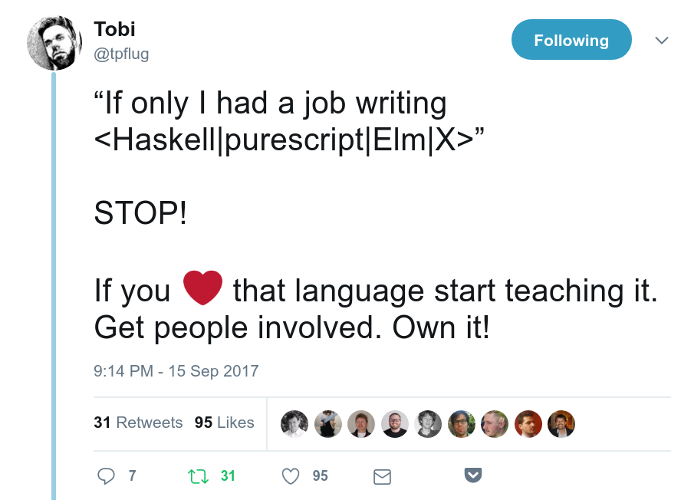 Tobi
@tpflug
Following
“If only I had a job writing
<Haskell|purescript|Elm|X>”
STOP!
If you ❤ that language start teaching it.
Get people involved. Own it!
9:14 PM - 15 Sep 2017
31 Retweets 95 Likes
7 31 95